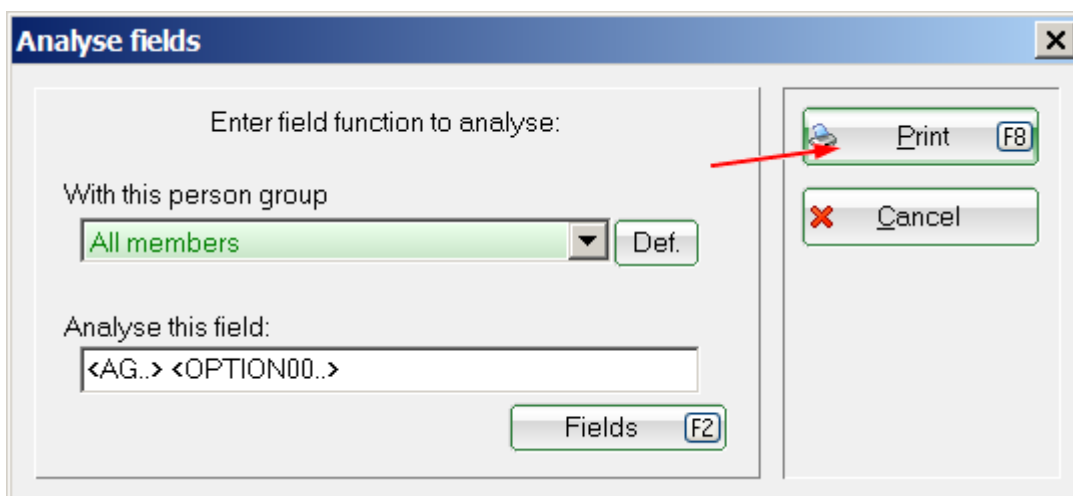 Analyse fields
Enter field function to analyse:
With this person group
All members
Def.
Analyse this field:
<AG..> <OPTION00..>
Fields F2
Print F8
Cancel